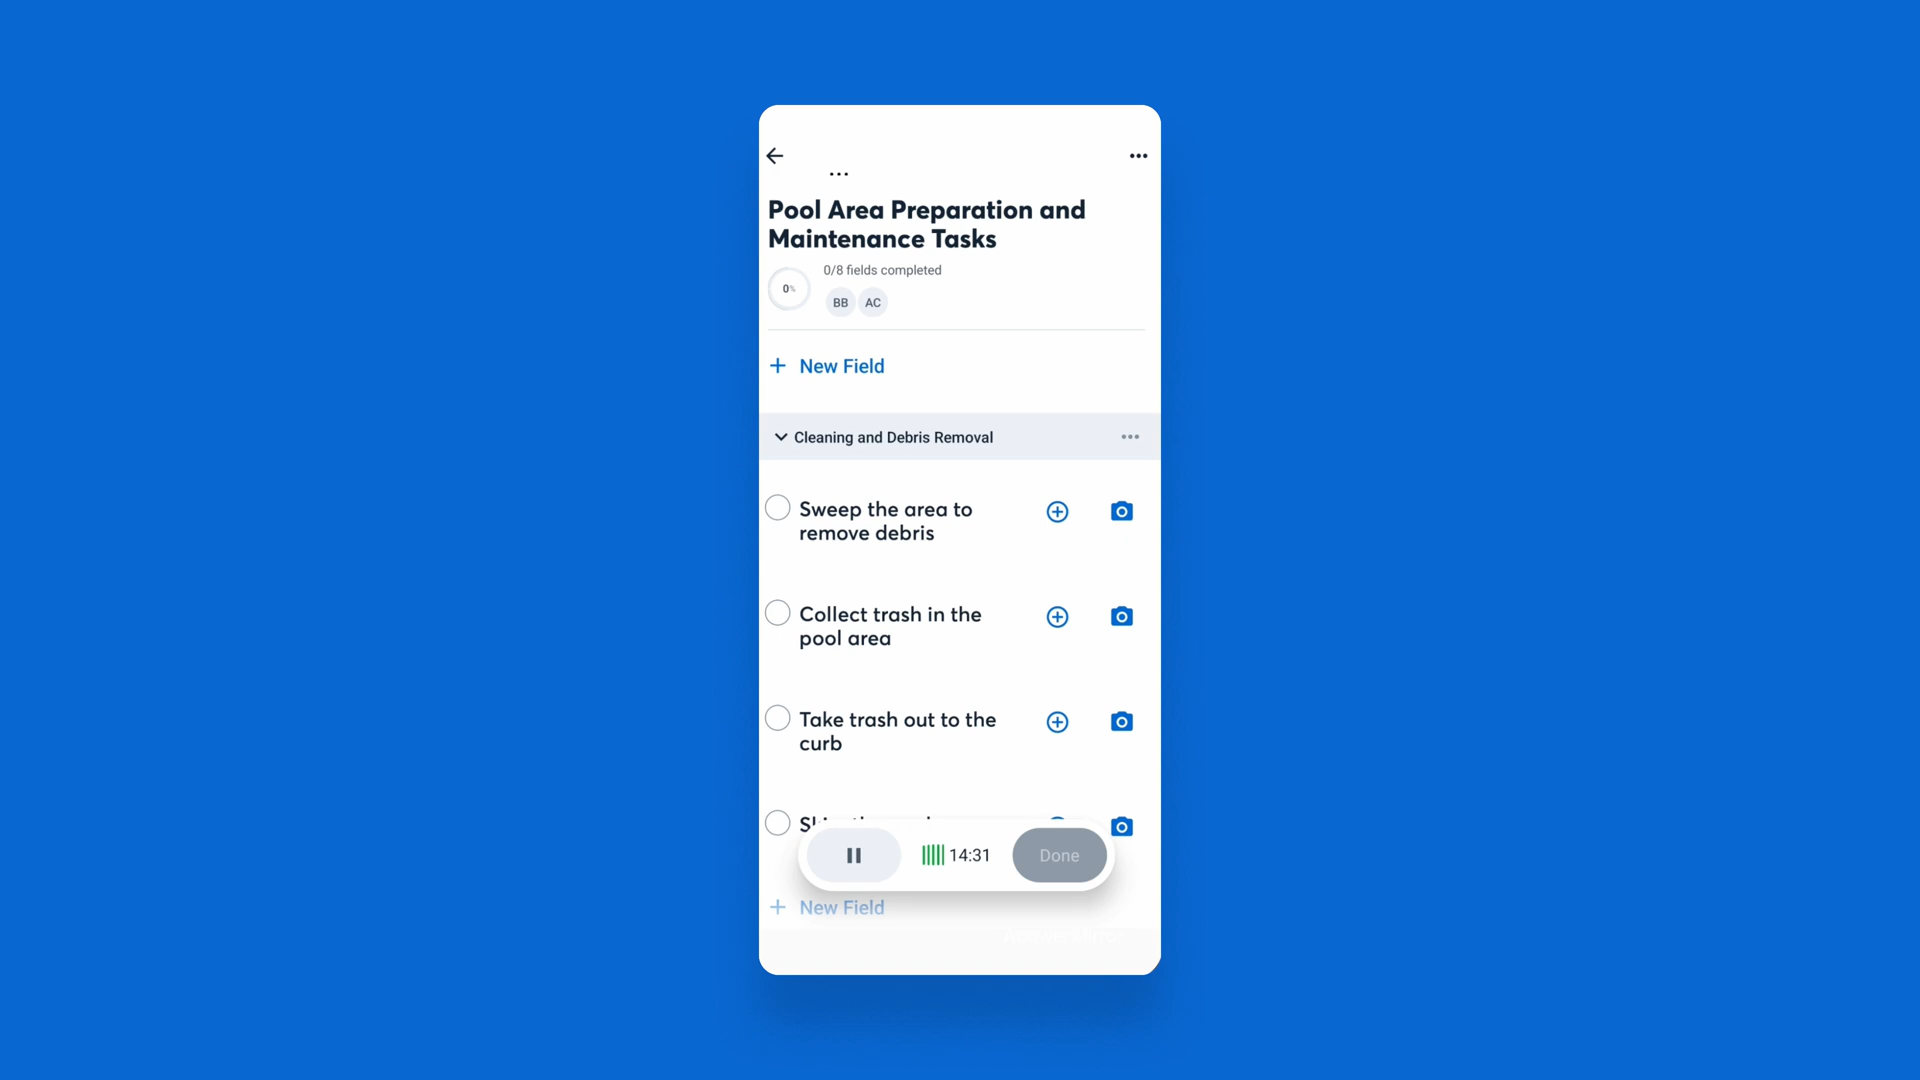 ...
Pool Area Preparation and
Maintenance Tasks
0/8 fields completed
0%
BB AC
+ New Field
Cleaning and Debris Removal
Sweep the area to
remove debris
Collect trash in the
pool area
Take trash out to the
curb
14:31
Done
+ New Field